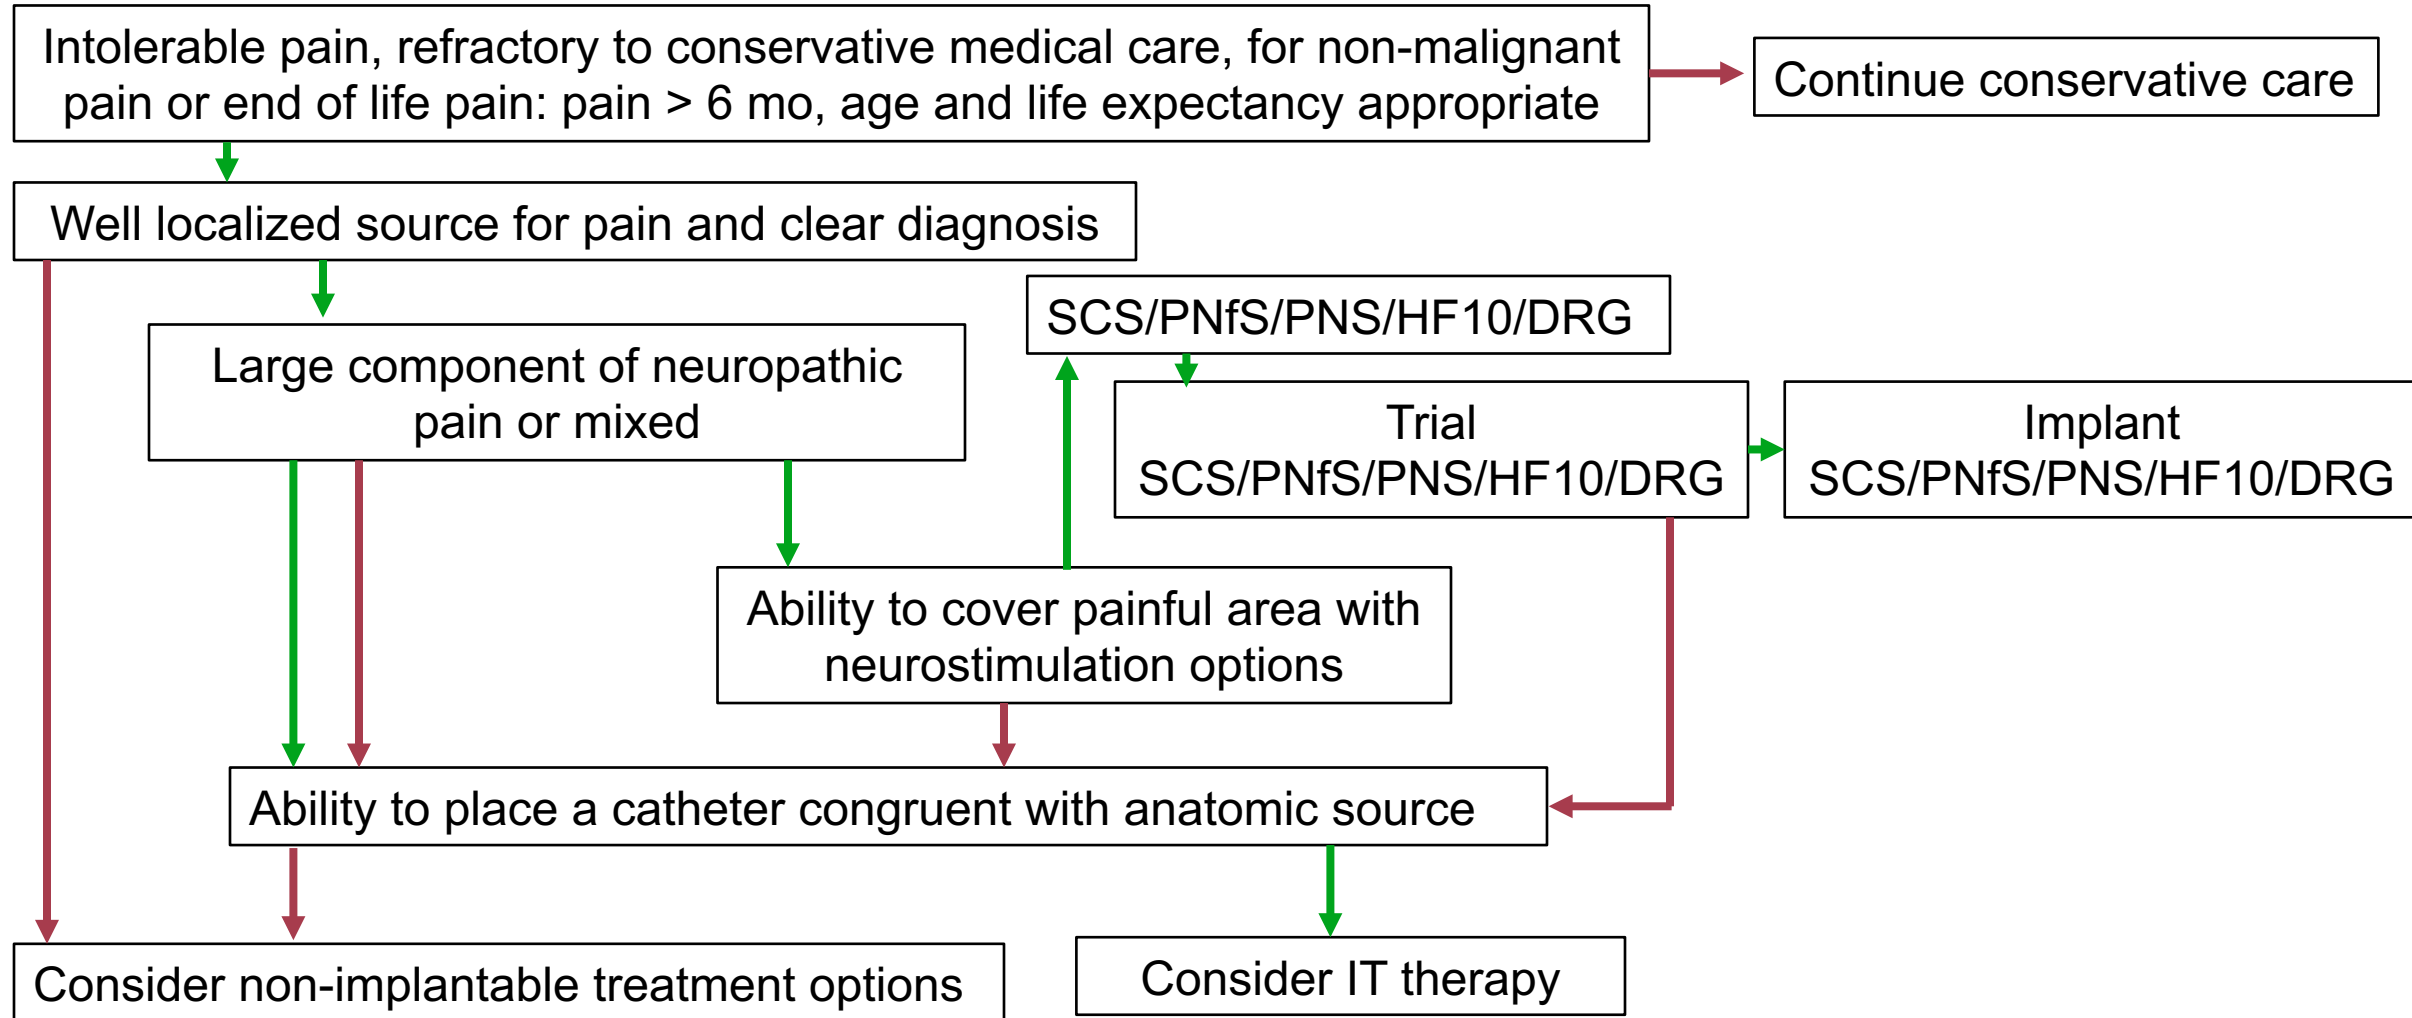 Intolerable pain, refractory to conservative medical care, for non-malignant
pain or end of life pain: pain > 6 mo, age and life expectancy appropriate
Continue conservative care
Well localized source for pain and clear diagnosis
SCS/PNfS/PNS/HF10/DRG
Large component of neuropathic
pain or mixed
Trial
SCS/PNfS/PNS/HF10/DRG
Implant
SCS/PNfS/PNS/HF10/DRG
Ability to cover painful area with
neurostimulation options
Ability to place a catheter congruent with anatomic source
Consider non-implantable treatment options
Consider IT therapy